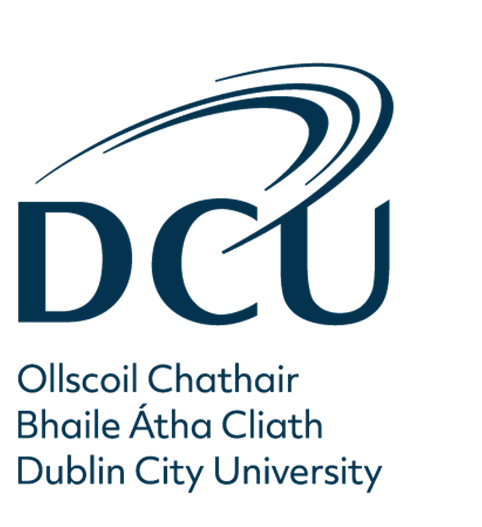 DCU
Ollscoil Chathair
Bhaile Átha Cliath
Dublin City University